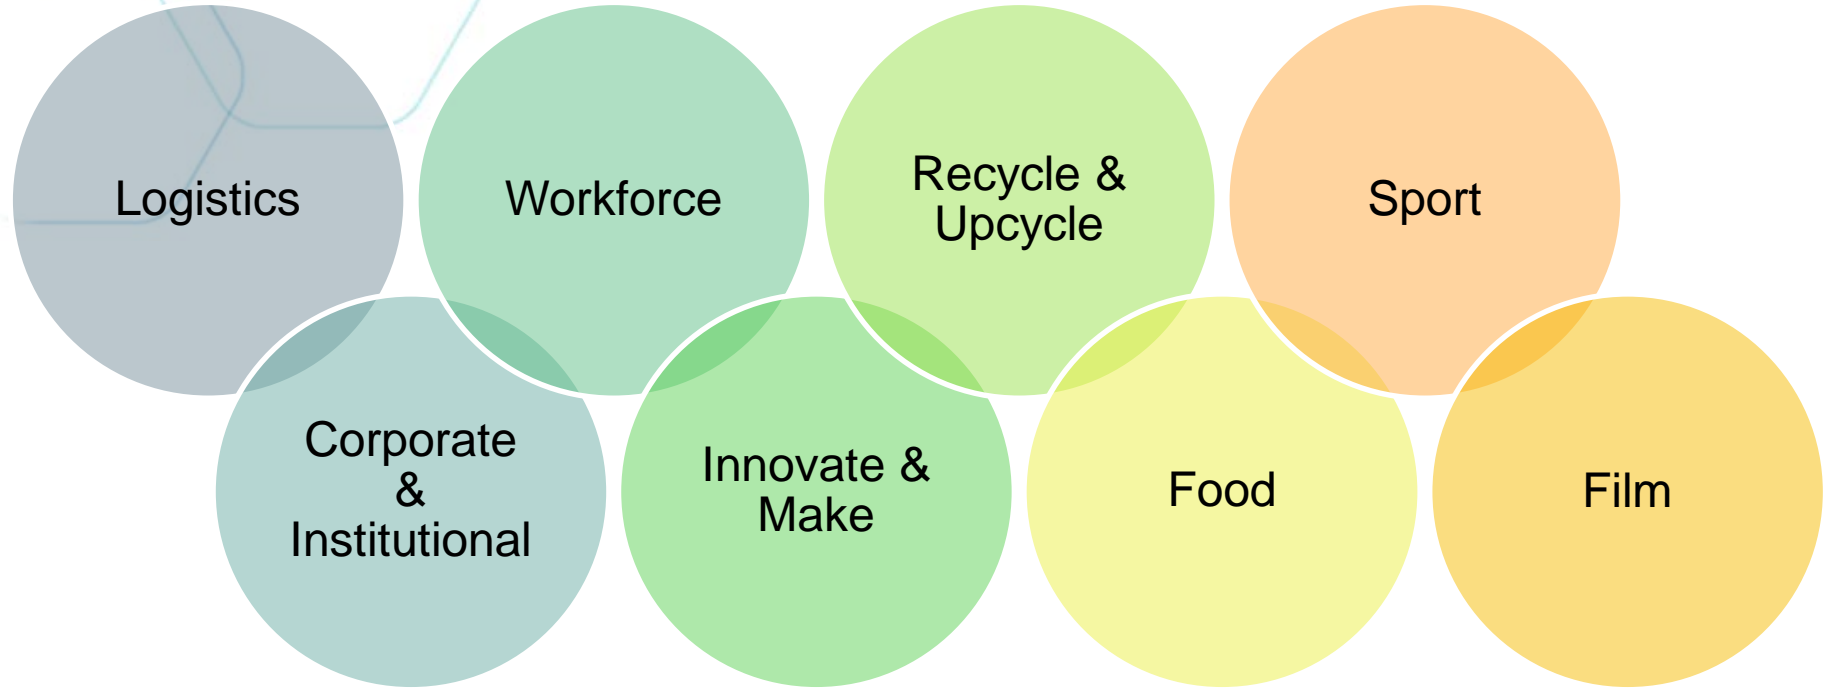 Logistics
Workforce
Recycle &
Upcycle
Sport
Corporate
&
Institutional
Innovate &
Make
Food
Film